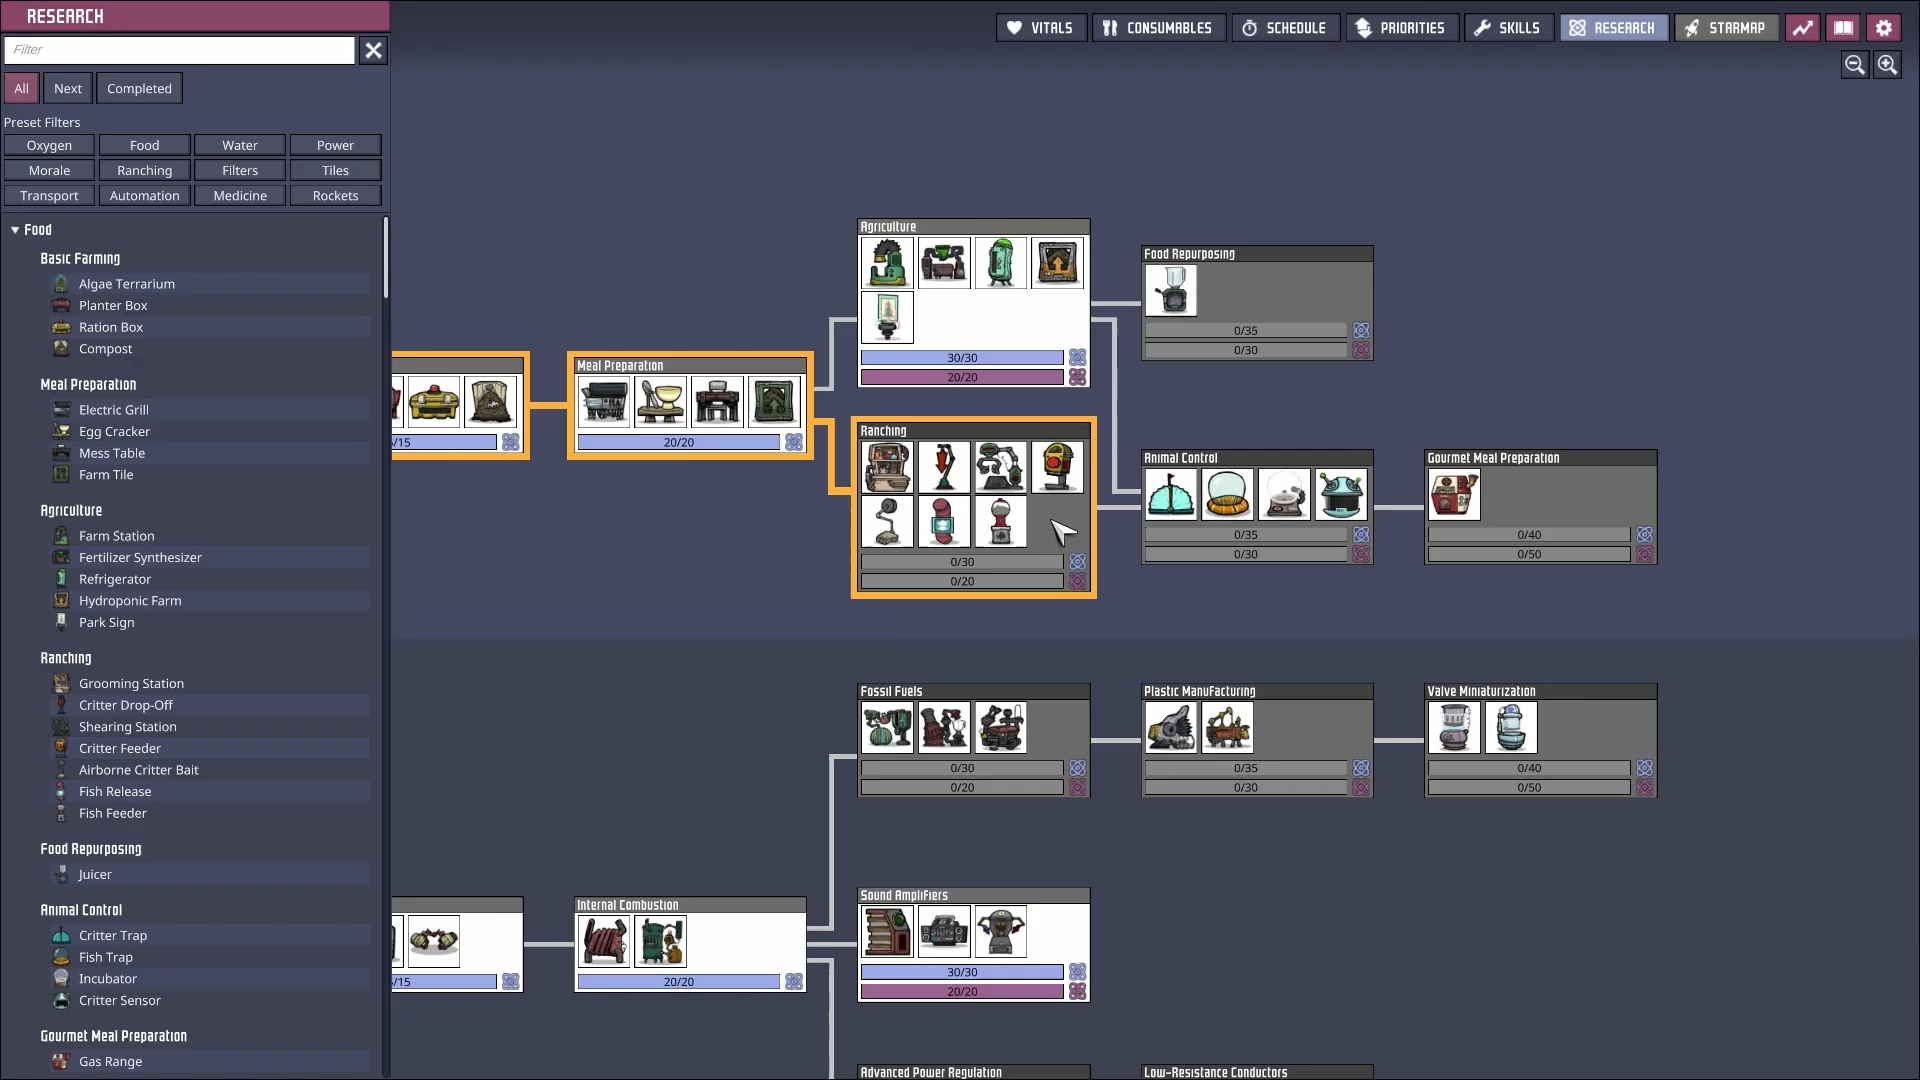 RESEARCH
Filter
All
Next
Completed
Preset Filters
Oxygen
Food
Water
Power
Morale
Ranching
Filters
Tiles
Transport
Automation
Medicine
Rockets
Food
Basic Farming
Algae Terrarium
Planter Box
Ration Box
Compost
Meal Preparation
Electric Grill
Egg Cracker
Mess Table
Farm Tile
Agriculture
Farm Station
Fertilizer Synthesizer
Refrigerator
Hydroponic Farm
Park Sign
Ranching
Grooming Station
Critter Drop-Off
Shearing Station
Critter Feeder
Airborne Critter Bait
Fish Release
Fish Feeder
Food Repurposing
Juicer
Animal Control
Critter Trap
Fish Trap
Incubator
Critter Sensor
Gourmet Meal Preparation
Gas Range
VITALS
CONSUMABLES
SCHEDULE
PRIORITIES
SKILLS
RESEARCH
STARMAP
Agriculture
30/30
20/20
Food Repurposing
0/35
0/30
/15
Meal Preparation
20/20
Ranching
0/30
0/20
Animal Control
0/35
0/30
Gourmet Meal Preparation
0/40
0/50
Fossil Fuels
0/30
0/20
Plastic Manufacturing
0/35
0/30
Valve Miniaturization
0/40
0/50
/15
Internal Combustion
20/20
Sound Amplifiers
30/30
20/20
Advanced Power Regulation
Low-Resistance Conductors